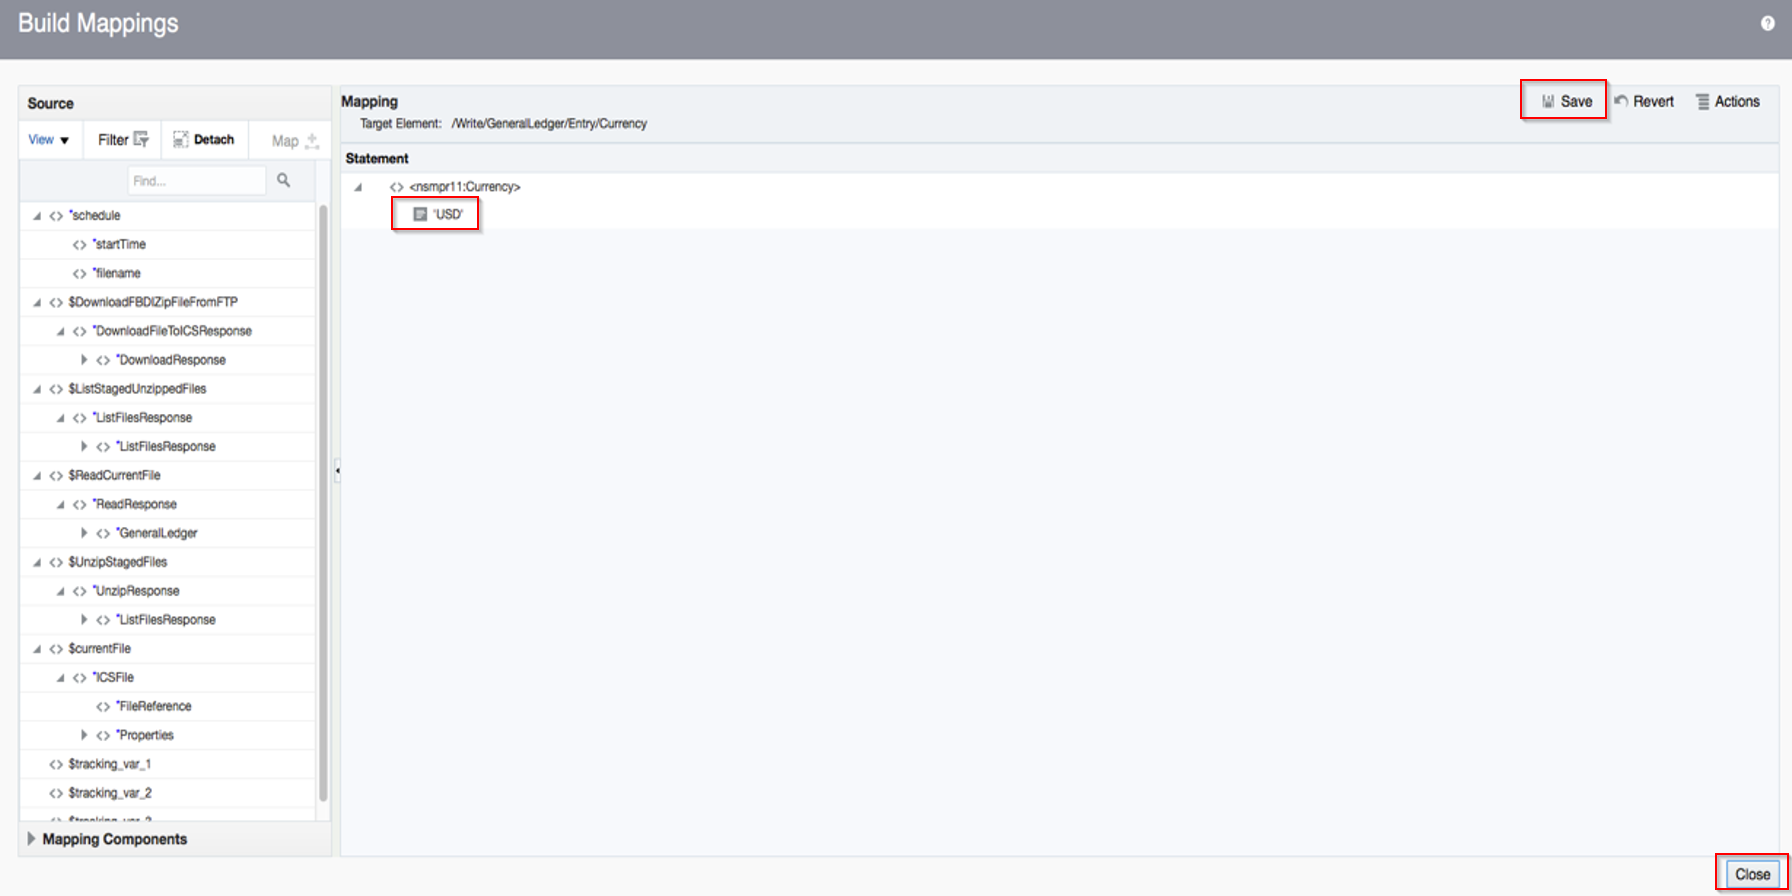 Build Mappings
Source
View Filter Detach Map
Find...
*schedule
*startTime
*filename
$DownloadFBDIZipFileFromFTP
*DownloadFileToICSResponse
*DownloadResponse
$ListStagedUnzippedFiles
*ListFilesResponse
*ListFilesResponse
$ReadCurrentFile
*ReadResponse
*GeneralLedger
$UnzipStagedFiles
*UnzipResponse
*ListFilesResponse
$currentFile
*ICSFile
*FileReference
*Properties
$tracking_var_1
$tracking_var_2
Mapping Components
Mapping
Target Element: /Write/GeneralLedger/Entry/Currency
Save Revert Actions
Statement
<nsmpr11:Currency>
'USD'
Close